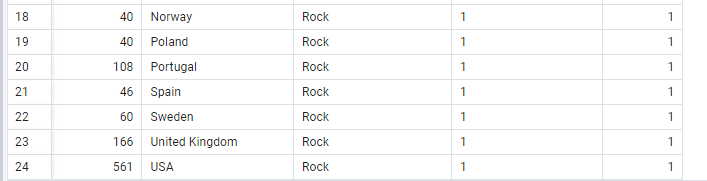 18 40 Norway Rock 1 1
19 40 Poland Rock 1 1
20 108 Portugal Rock 1 1
21 46 Spain Rock 1 1
22 60 Sweden Rock 1 1
23 166 United Kingdom Rock 1 1
24 561 USA Rock 1 1